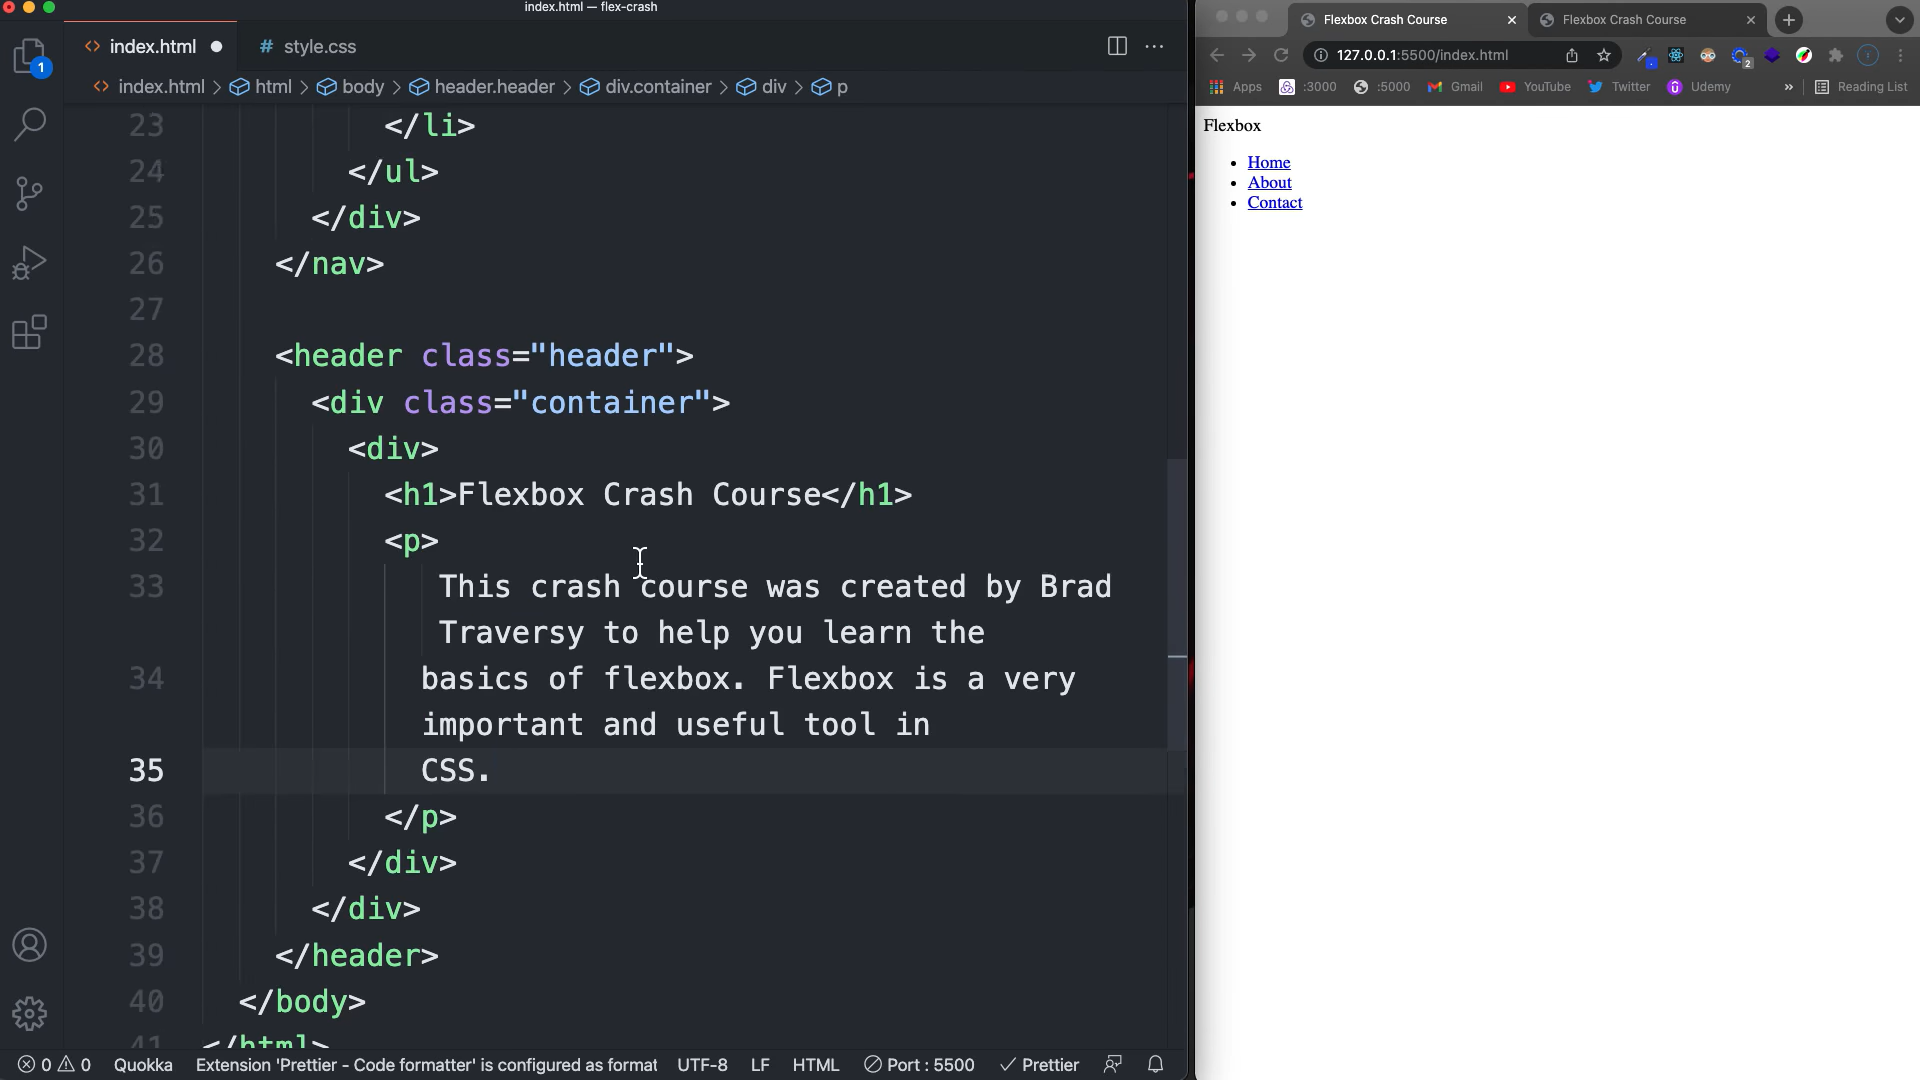 index.html — flex-crash
index.html
# style.css
index.html > html > body > header.header > div.container > div > p
1
23 </li>
24 </ul>
25 </div>
26 </nav>
27
28 <header class="header">
29 <div class="container">
30 <div>
31 <h1>Flexbox Crash Course</h1>
32 <p>
33 This crash course was created by Brad
Traversy to help you learn the
34 basics of flexbox. Flexbox is a very
important and useful tool in
35 CSS.
36 </p>
37 </div>
38 </div>
39 </header>
40 </body>
41 </html>
0 0 Quokka Extension 'Prettier - Code formatter' is configured as format UTF-8 LF HTML Port : 5500 Prettier
Flexbox Crash Course
Flexbox Crash Course
127.0.0.1:5500/index.html
2
Apps :3000 :5000 Gmail YouTube Twitter Udemy » Reading List
Flexbox
• Home
• About
• Contact